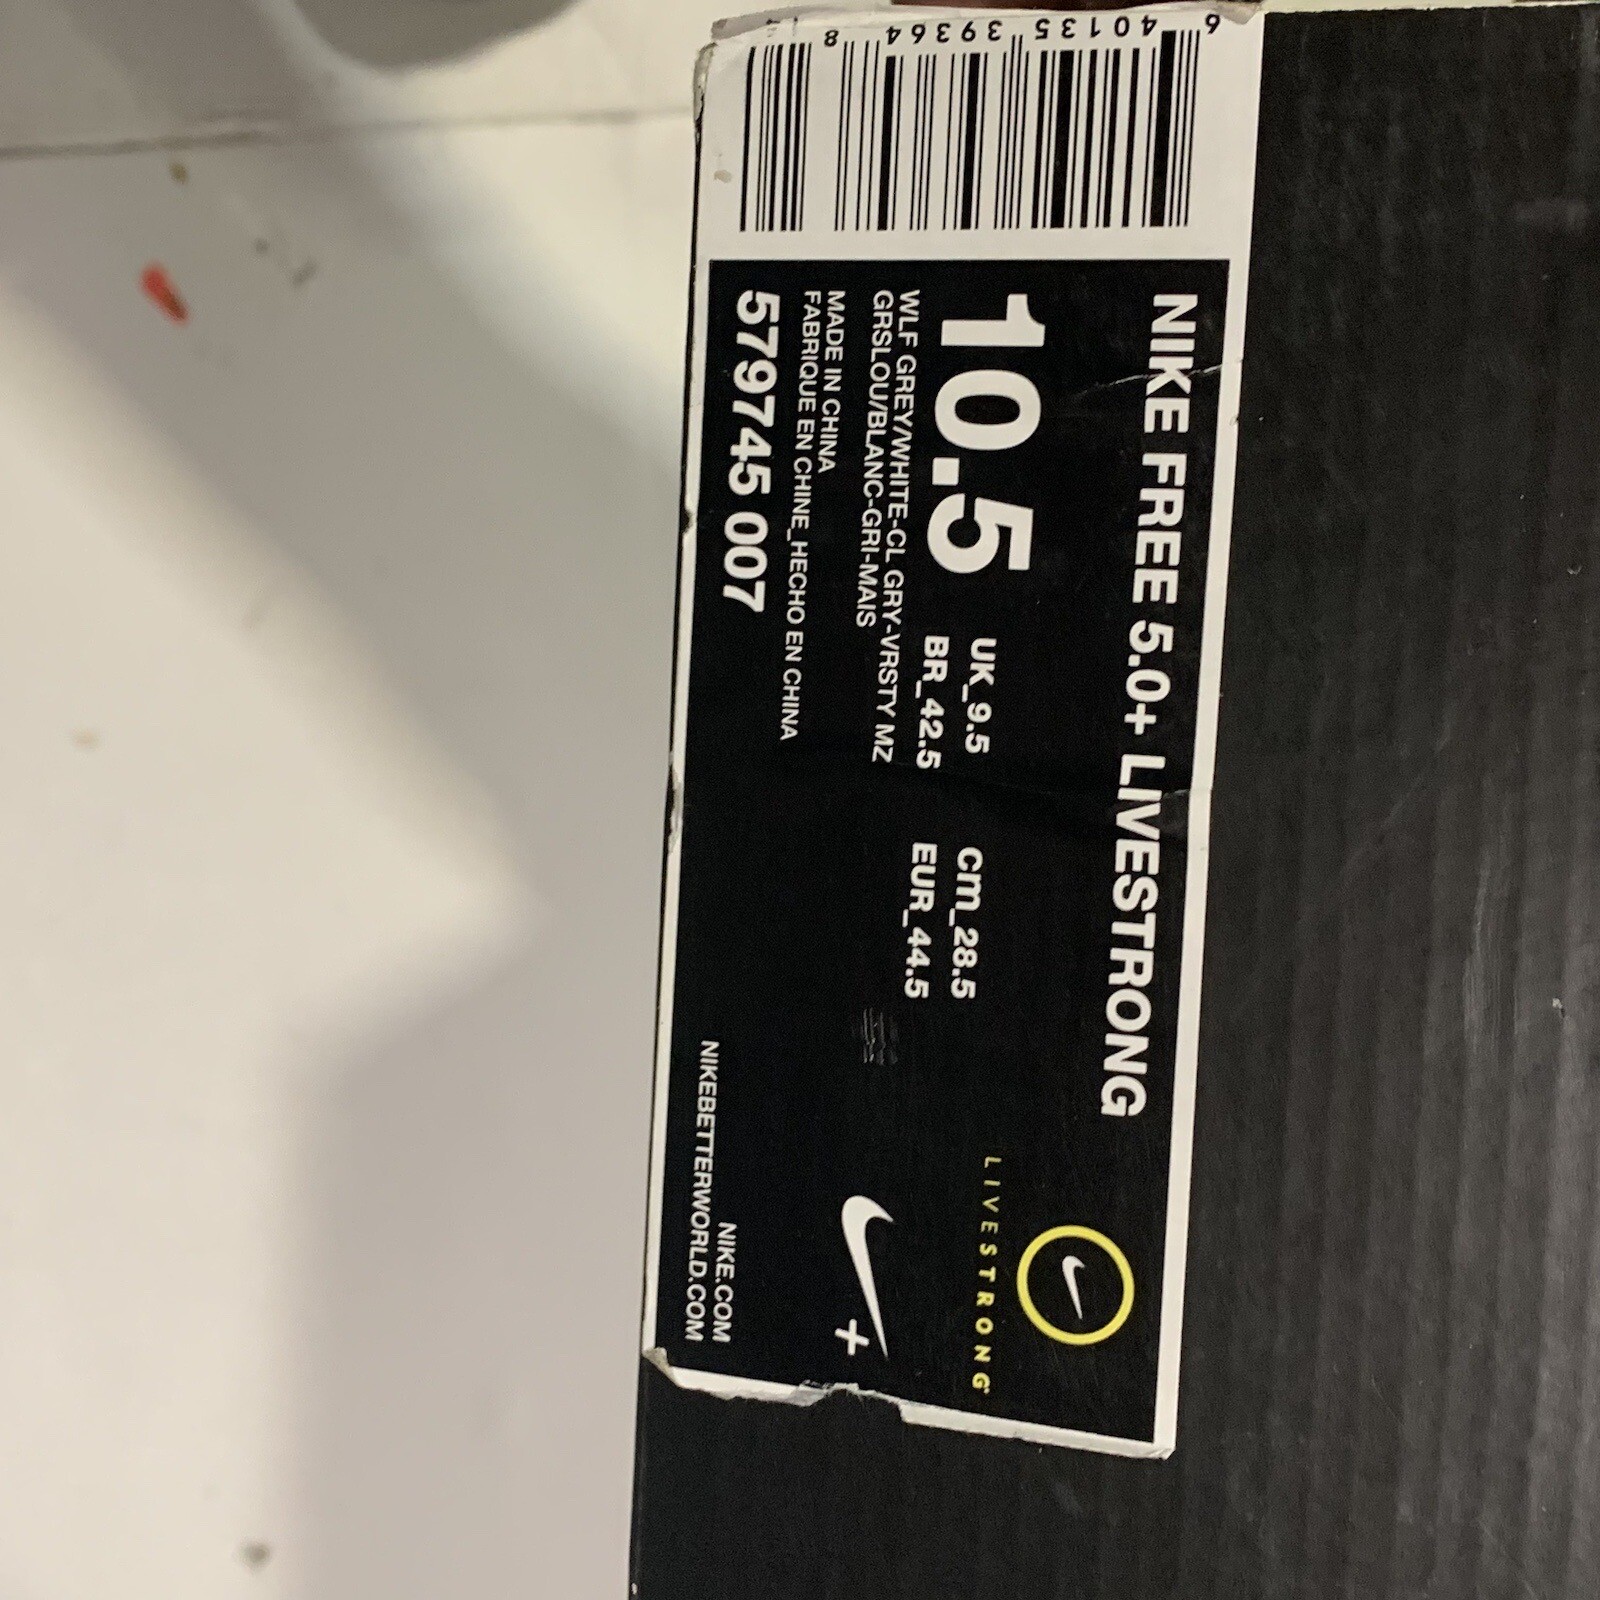 NIKE FREE 5.0+ LIVESTRONG
10.5
UK_9.5 cm_28.5
BR_42.5 EUR_44.5
WLF GREY/WHITE-CL GRY-VRSTY MZ
GRSLOU/BLANC-GRI-MAIS
MADE IN CHINA
FABRIQUE EN CHINE_HECHO EN CHINA
579745 007
LIVESTRONG
+
NIKE.COM
NIKEBETTERWORLD.COM
6 40135 39364 8